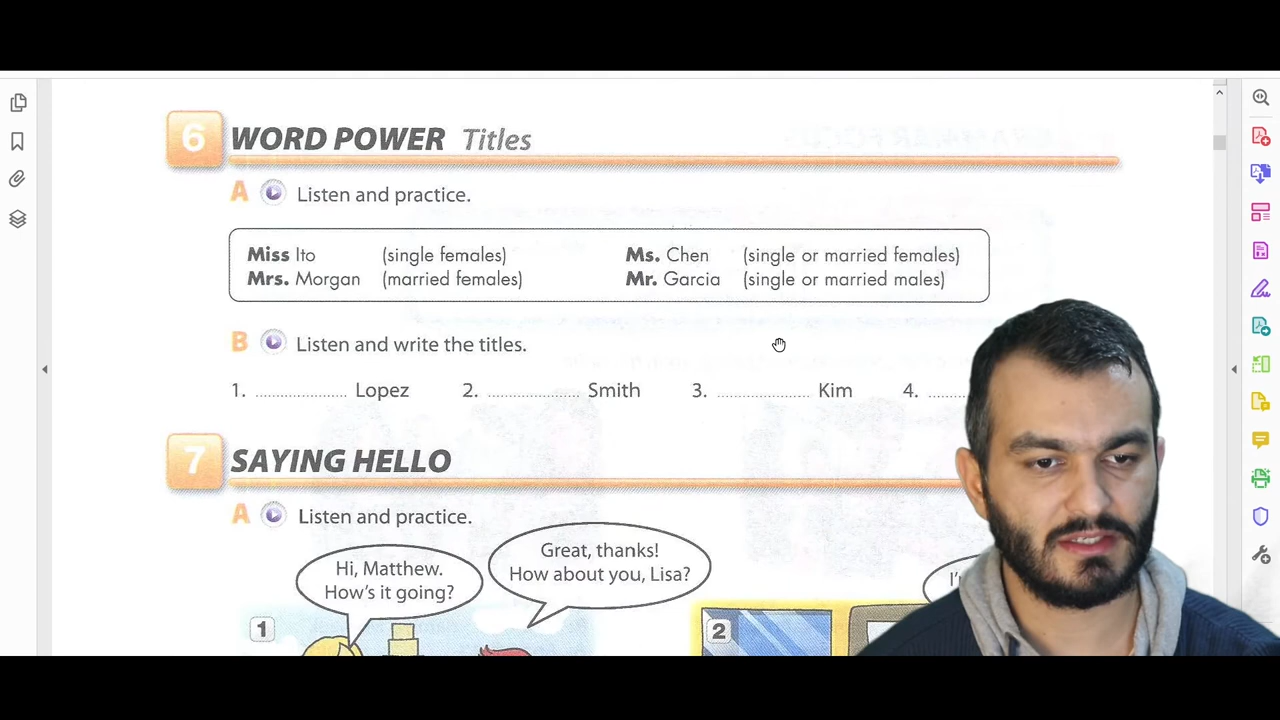 6 WORD POWER Titles
A Listen and practice.
Miss Ito (single females) Ms. Chen (single or married females)
Mrs. Morgan (married females) Mr. Garcia (single or married males)
B Listen and write the titles.
1. .................... Lopez 2. .................... Smith 3. .................... Kim 4. ........
7 SAYING HELLO
A Listen and practice.
Hi, Matthew.
How's it going?
Great, thanks!
How about you, Lisa?
1
2